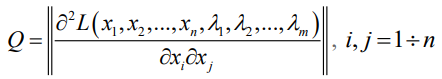 Q = ‖∂²L(x₁, x₂,..., xₙ, λ₁, λ₂,..., λₘ) / ∂xᵢ∂xⱼ‖, i, j = 1 ÷ n